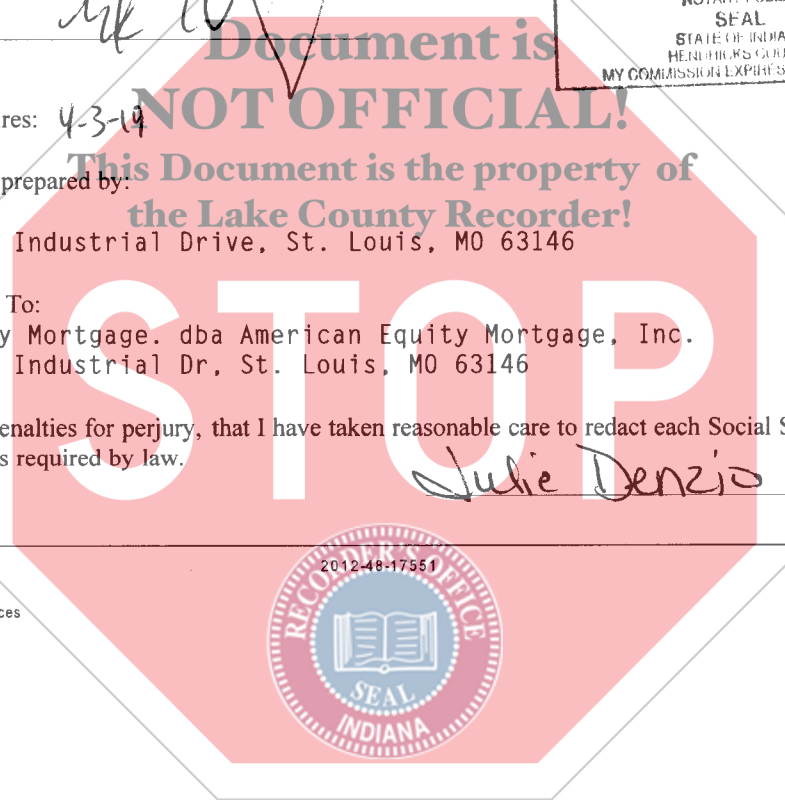 SEAL
STATE OF INDIA
HENDRICKS COU
MY COMMISSION EXPIRES
Document is
NOT OFFICIAL!
res: 4-3-19
This Document is the property of
prepared by:
the Lake County Recorder!
Industrial Drive, St. Louis, MO 63146
STOP
To:
y Mortgage. dba American Equity Mortgage, Inc.
Industrial Dr, St. Louis, MO 63146
enalties for perjury, that I have taken reasonable care to redact each Social S
s required by law.
Julie Denzio
2012-48-17551
ces
RECORDER'S OFFICE
SEAL
INDIANA